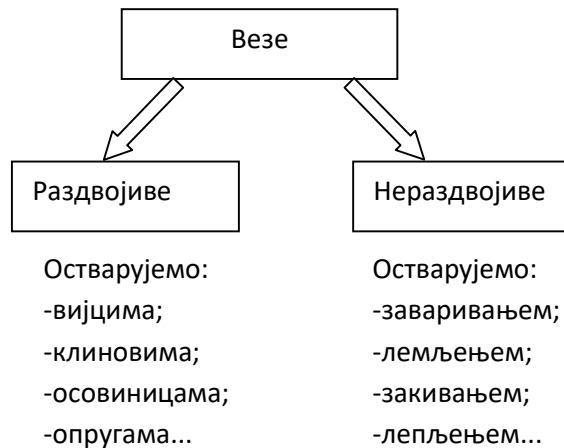 Везе
Раздвојиве
Нераздвојиве
Остварујемо:
-вијцима;
-клиновима;
-осовиницама;
-опругама...
Остварујемо:
-заваривањем;
-лемљењем;
-закивањем;
-лепљењем...